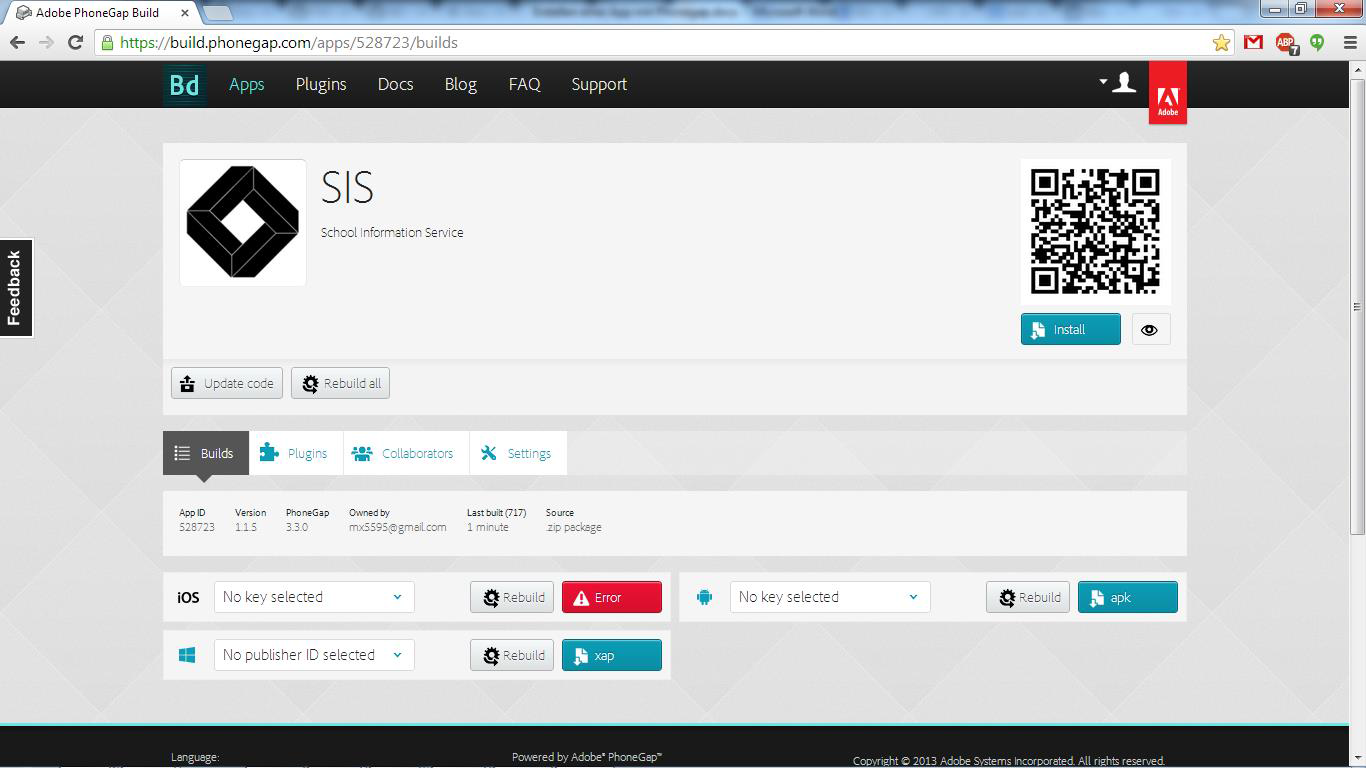 Adobe PhoneGap Build
https://build.phonegap.com/apps/528723/builds
ABP
7
Bd Apps Plugins Docs Blog FAQ Support
Adobe
SIS
School Information Service
Feedback
Install
Update code Rebuild all
Builds Plugins Collaborators Settings
App ID Version PhoneGap Owned by Last built (717) Source
528723 1.1.5 3.3.0 mx5595@gmail.com 1 minute .zip package
iOS No key selected Rebuild Error No key selected Rebuild apk
No publisher ID selected Rebuild xap
Language: Powered by Adobe® PhoneGap™ Copyright © 2013 Adobe Systems Incorporated. All rights reserved.